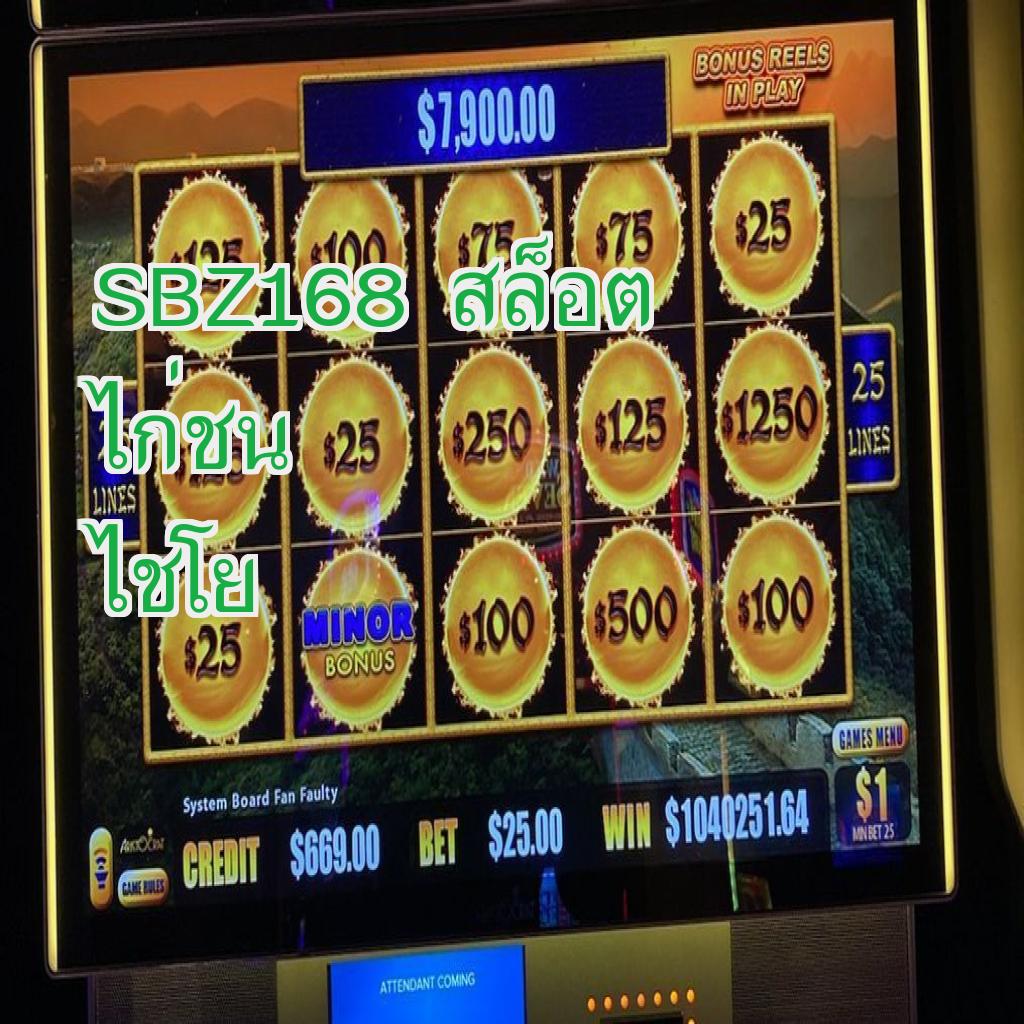 BONUS REELS
IN PLAY
$7,900.00
$125 $100 $75 $75 $25
SBZ168 สล็อต
ไก่ชน
ไชโย
$25 $250 $125 $1250
25
LINES
LINES
$25 MINOR
BONUS
$100 $500 $100
GAMES MENU
System Board Fan Faulty
$1
MIN BET 25
ARISTOCRAT
GAME RULES
CREDIT $669.00 BET $25.00 WIN $1040251.64
ATTENDANT COMING